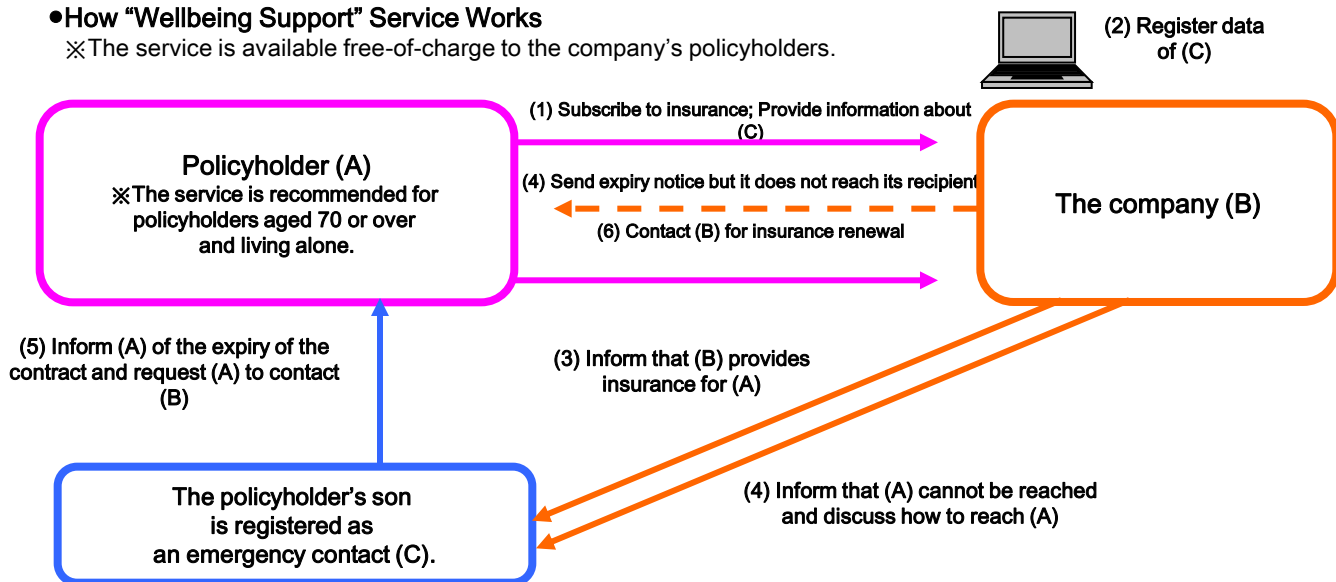 ●How “Wellbeing Support” Service Works
※The service is available free-of-charge to the company’s policyholders.
(2) Register data
of (C)
(1) Subscribe to insurance; Provide information about
(C)
Policyholder (A)
※The service is recommended for
policyholders aged 70 or over
and living alone.
(4) Send expiry notice but it does not reach its recipient
The company (B)
(6) Contact (B) for insurance renewal
(5) Inform (A) of the expiry of the
contract and request (A) to contact
(B)
(3) Inform that (B) provides
insurance for (A)
The policyholder’s son
is registered as
an emergency contact (C).
(4) Inform that (A) cannot be reached
and discuss how to reach (A)